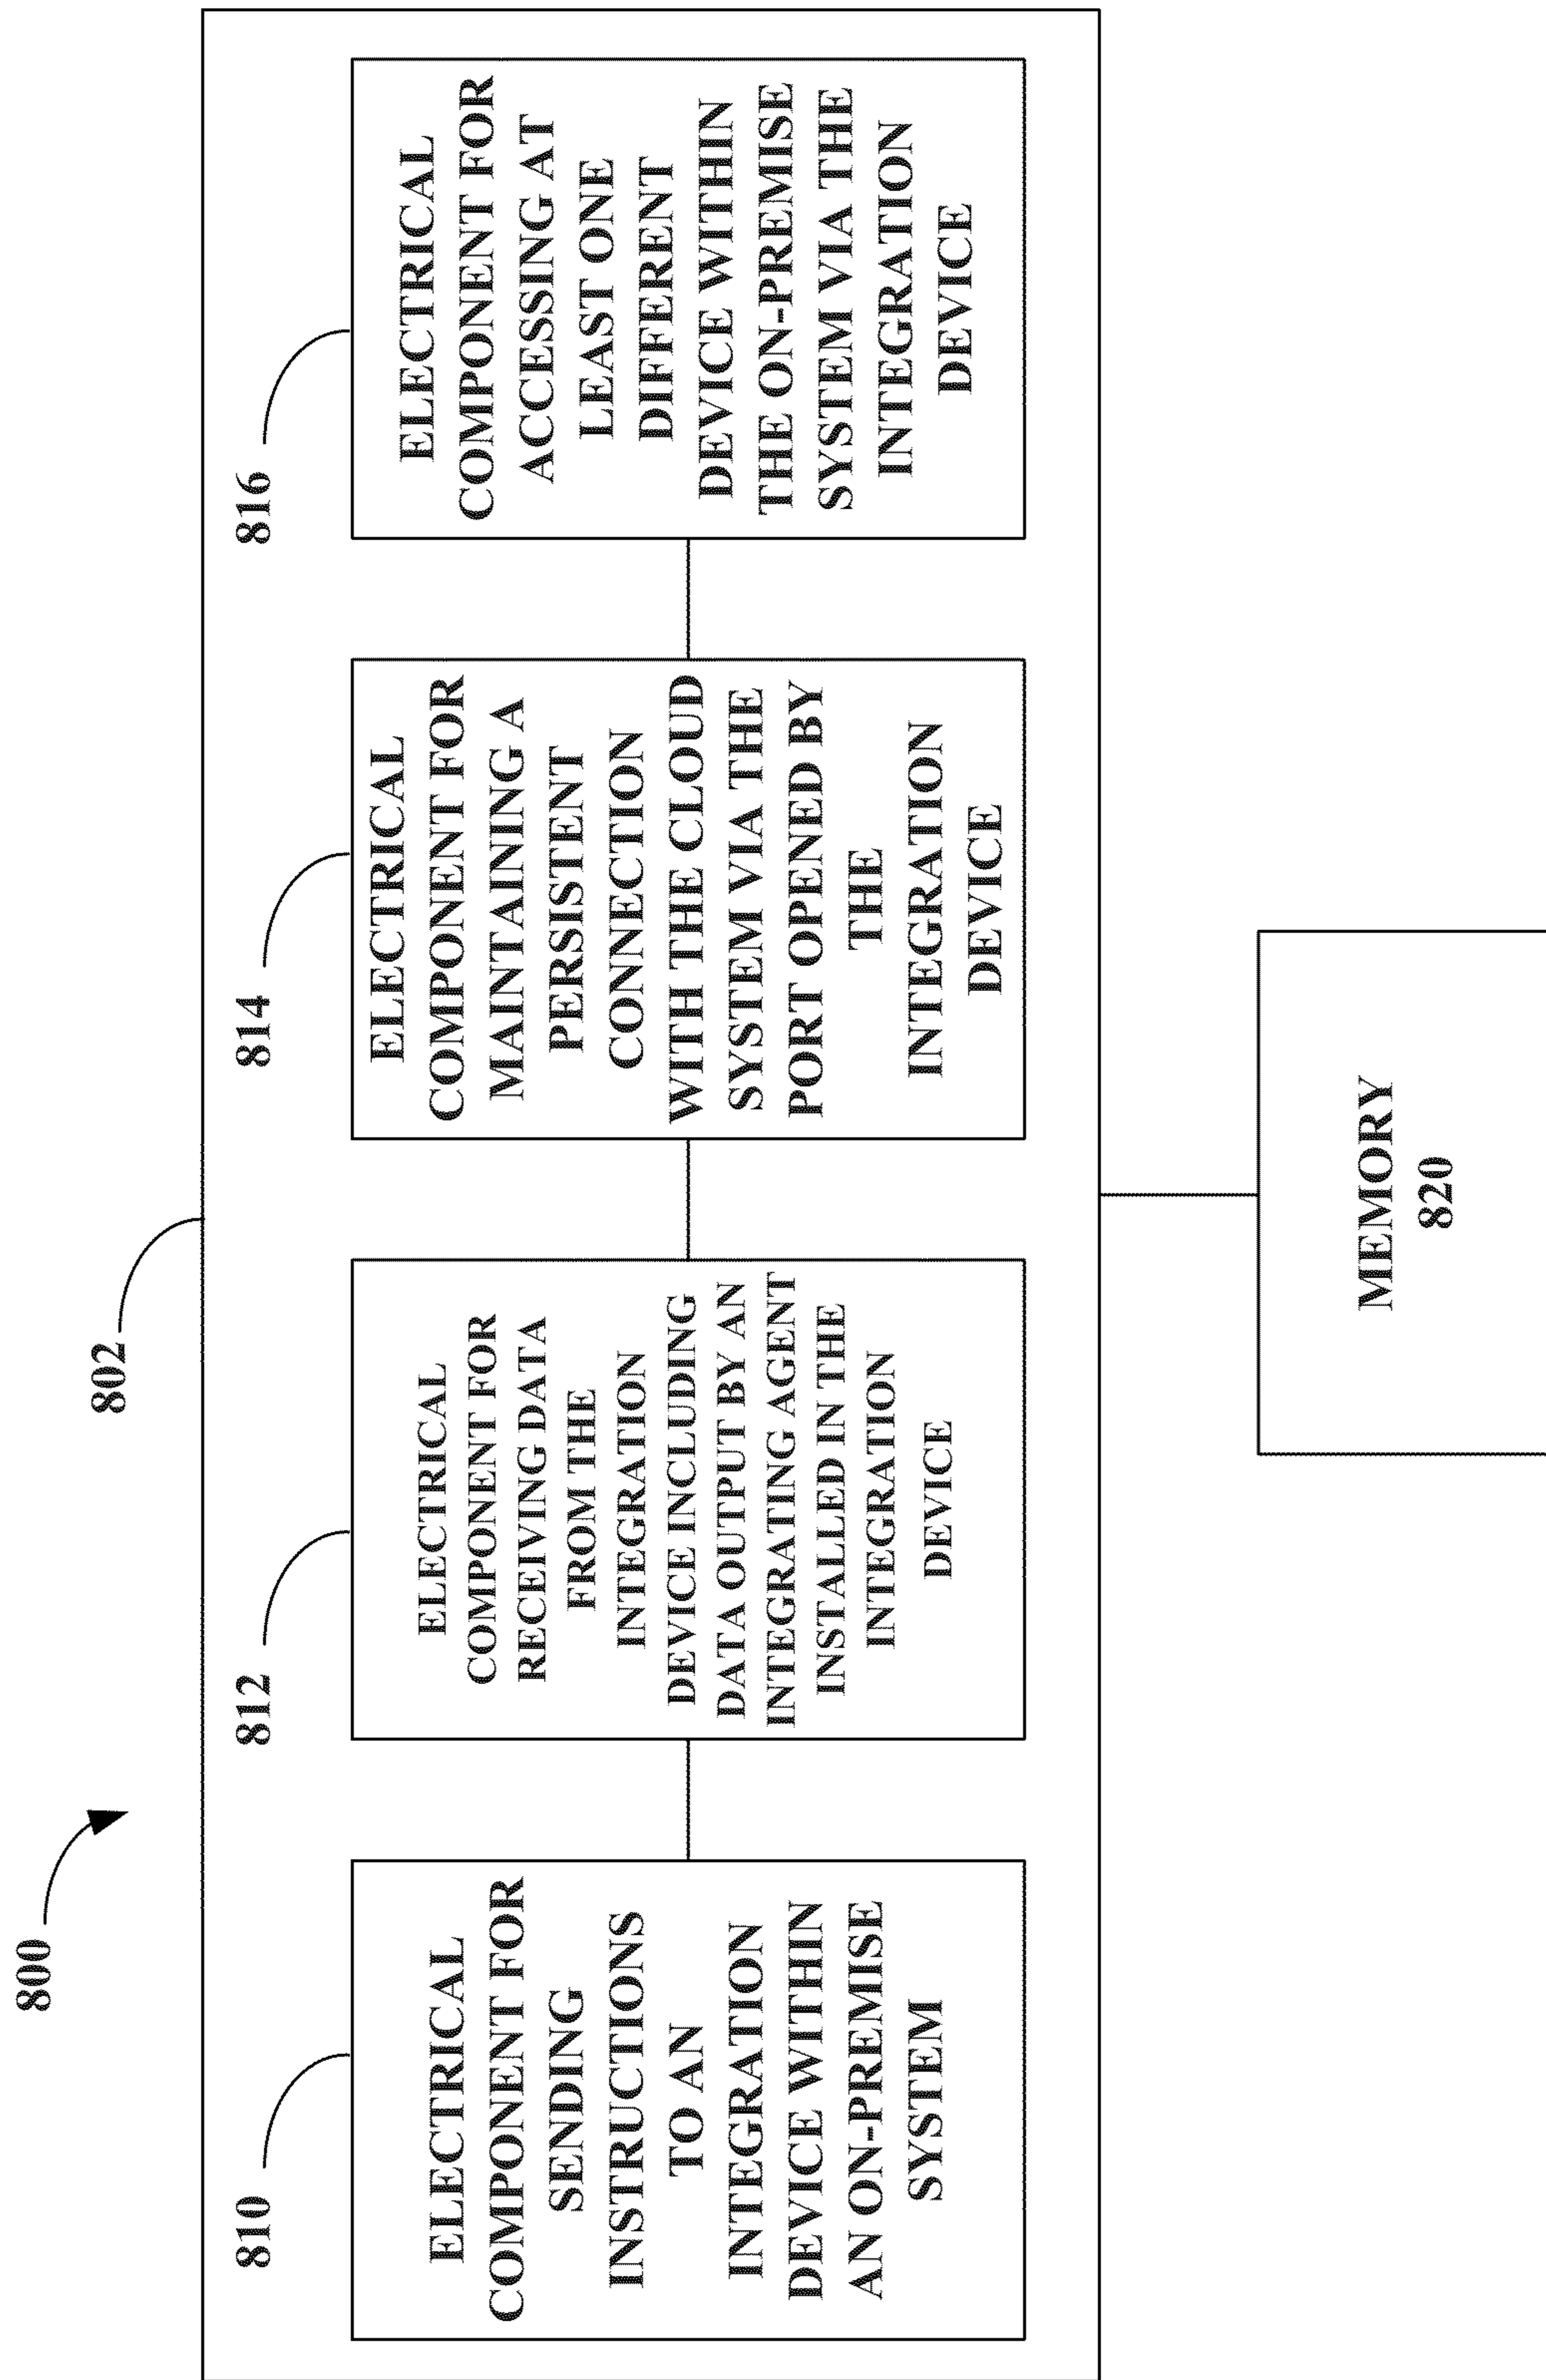 800
802
810
ELECTRICAL
COMPONENT FOR
SENDING
INSTRUCTIONS
TO AN
INTEGRATION
DEVICE WITHIN
AN ON-PREMISE
SYSTEM
812
ELECTRICAL
COMPONENT FOR
RECEIVING DATA
FROM THE
INTEGRATION
DEVICE INCLUDING
DATA OUTPUT BY AN
INTEGRATING AGENT
INSTALLED IN THE
INTEGRATION
DEVICE
814
ELECTRICAL
COMPONENT FOR
MAINTAINING A
PERSISTENT
CONNECTION
WITH THE CLOUD
SYSTEM VIA THE
PORT OPENED BY
THE
INTEGRATION
DEVICE
816
ELECTRICAL
COMPONENT FOR
ACCESSING AT
LEAST ONE
DIFFERENT
DEVICE WITHIN
THE ON-PREMISE
SYSTEM VIA THE
INTEGRATION
DEVICE
MEMORY
820